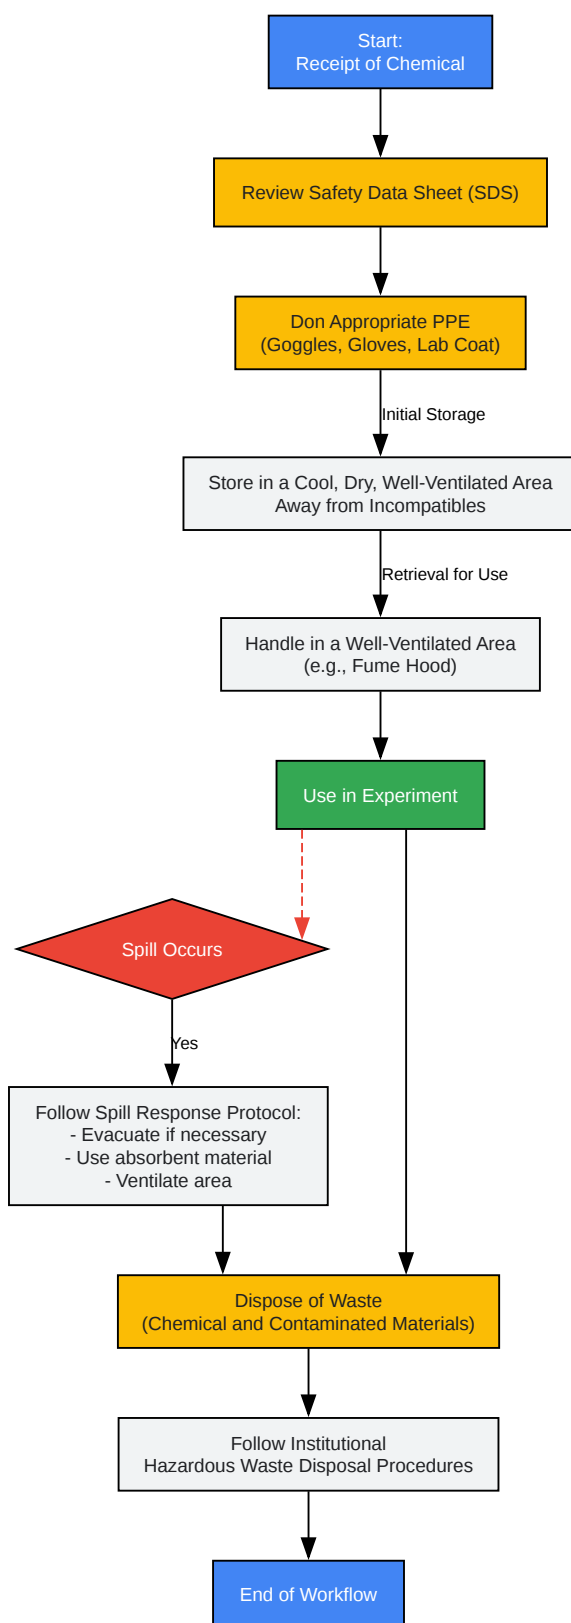 Start:
Receipt of Chemical
Review Safety Data Sheet (SDS)
Don Appropriate PPE
(Goggles, Gloves, Lab Coat)
Initial Storage
Store in a Cool, Dry, Well-Ventilated Area
Away from Incompatibles
Retrieval for Use
Handle in a Well-Ventilated Area
(e.g., Fume Hood)
Use in Experiment
Spill Occurs
Yes
Follow Spill Response Protocol:
- Evacuate if necessary
- Use absorbent material
- Ventilate area
Dispose of Waste
(Chemical and Contaminated Materials)
Follow Institutional
Hazardous Waste Disposal Procedures
End of Workflow